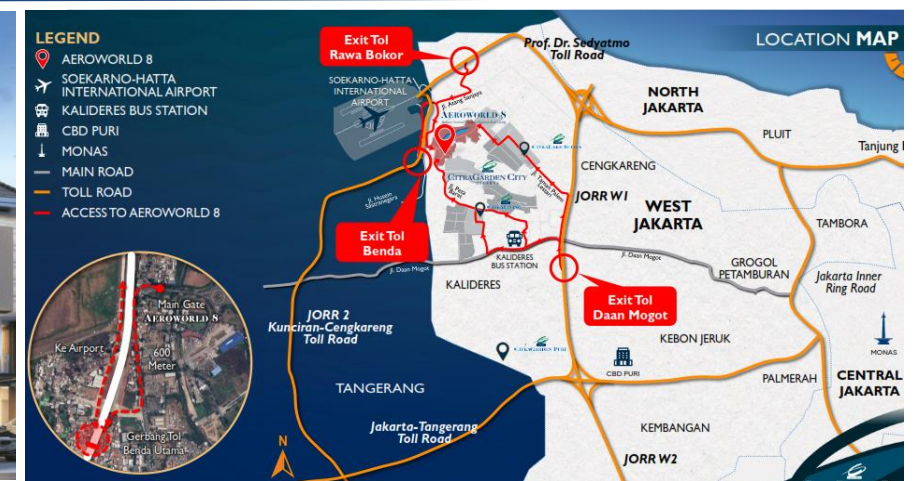 LEGEND
AEROWORLD 8
SOEKARNO-HATTA
INTERNATIONAL AIRPORT
KALIDERES BUS STATION
CBD PURI
MONAS
MAIN ROAD
TOLL ROAD
ACCESS TO AEROWORLD 8
LOCATION MAP
Exit Tol
Rawa Bokor
Prof. Dr. Sedyatmo
Toll Road
SOEKARNO-HATTA
INTERNATIONAL
AIRPORT
NORTH
JAKARTA
PLUIT
AEROWORLD 8
CENGKARENG
CITRAGARDEN CITY
JORR W1
WEST
JAKARTA
TAMBORA
Exit Tol
Benda
KALIDERES
BUS STATION
Jl. Daan Mogot
Jl. Daan Mogot
GROGOL
PETAMBURAN
Jakarta Inner
Ring Road
KALIDERES
Exit Tol
Daan Mogot
JORR 2
Kunciran-Cengkareng
Toll Road
KEBON JERUK
MONAS
CITRAGARDEN PURI
CBD PURI
PALMERAH
CENTRAL
JAKARTA
TANGERANG
Jakarta-Tangerang
Toll Road
KEMBANGAN
JORR W2
N
Main Gate
AEROWORLD 8
Ke Airport
600
Meter
Gerbang Tol
Benda Utama